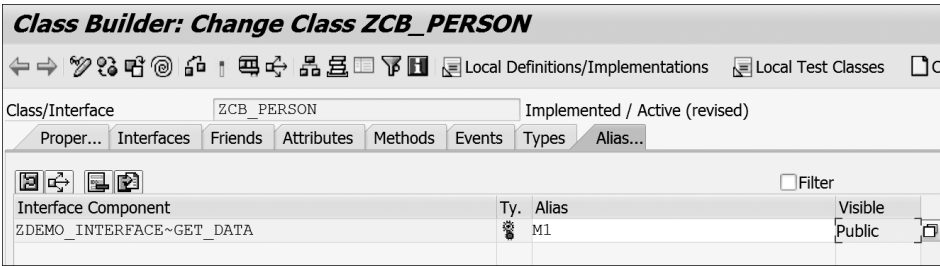 Class Builder: Change Class ZCB_PERSON
Local Definitions/Implementations Local Test Classes C
Class/Interface ZCB_PERSON Implemented / Active (revised)
Proper... Interfaces Friends Attributes Methods Events Types Alias...
Filter
Interface Component Ty. Alias Visible
ZDEMO_INTERFACE~GET_DATA M1 Public